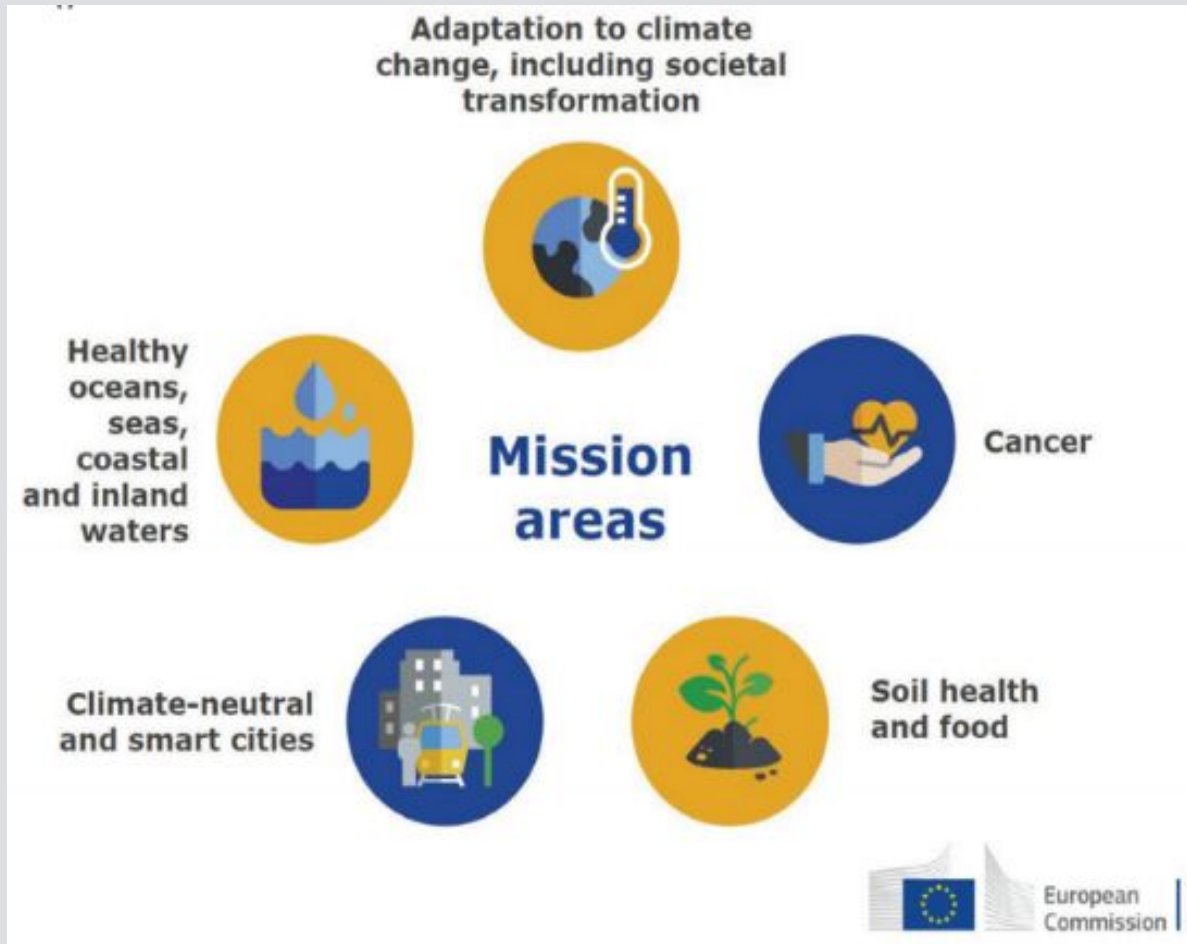 Adaptation to climate
change, including societal
transformation
Healthy
oceans,
seas,
coastal
and inland
waters
Mission
areas
Cancer
Climate-neutral
and smart cities
Soil health
and food
European
Commission